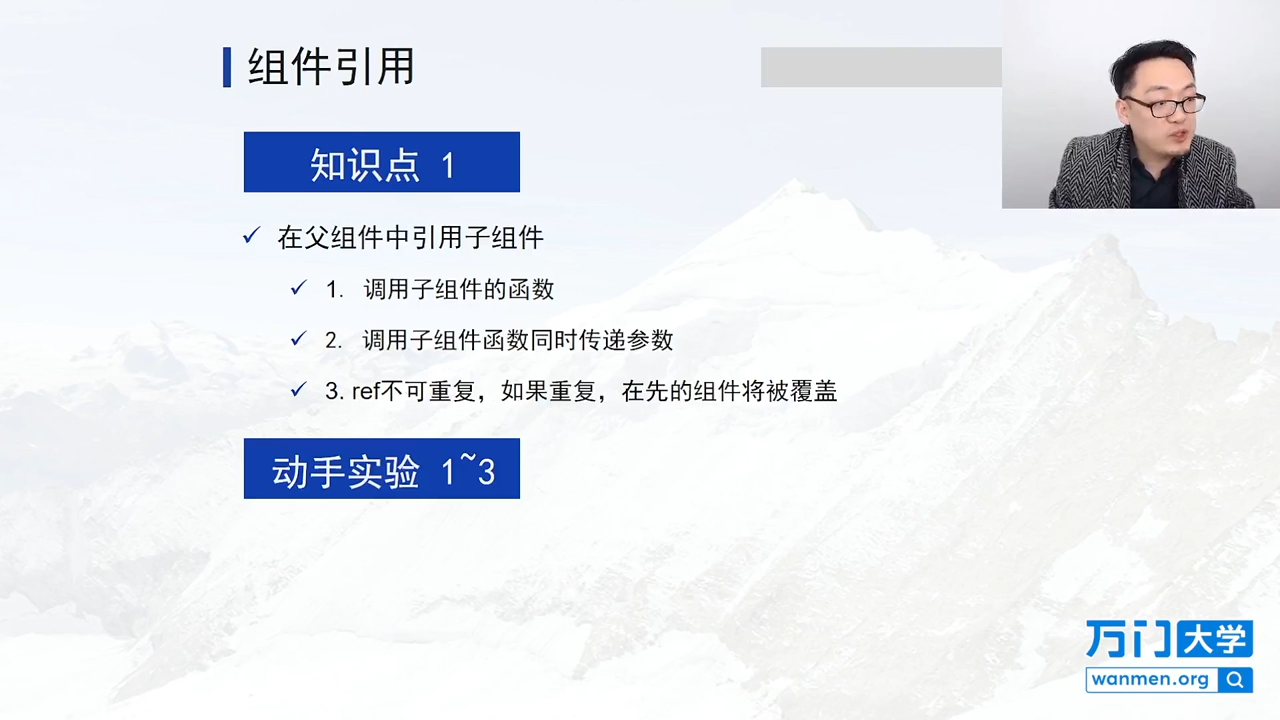 组件引用
知识点 1
在父组件中引用子组件
1. 调用子组件的函数
2. 调用子组件函数同时传递参数
3. ref不可重复，如果重复，在先的组件将被覆盖
动手实验 1~3
万门大学
wanmen.org